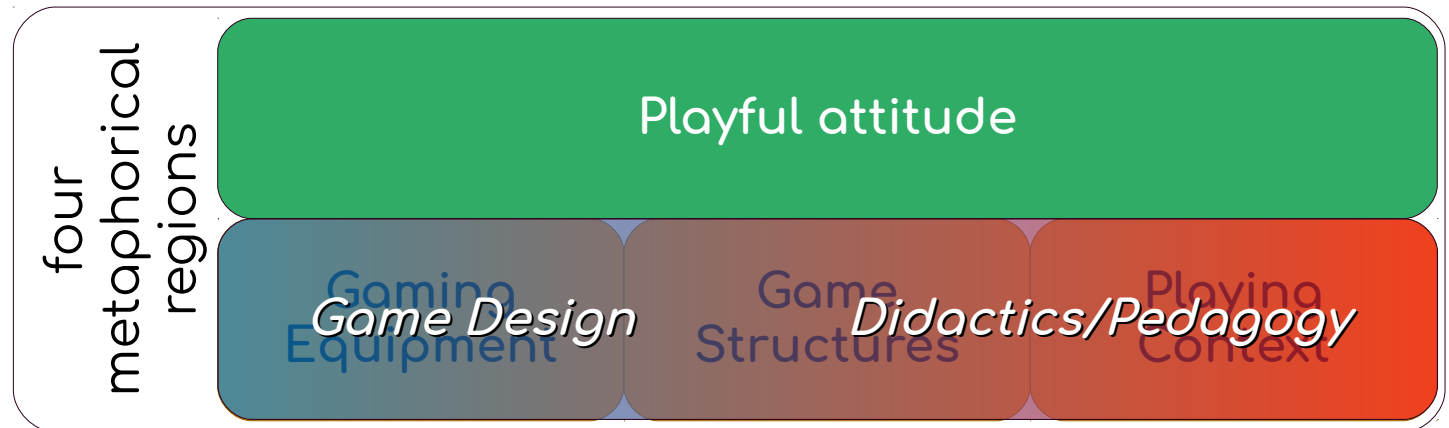 four
metaphorical
regions
Playful attitude
Gaming
Equipment
Game
Structures
Playing
Context
Game Design
Didactics/Pedagogy